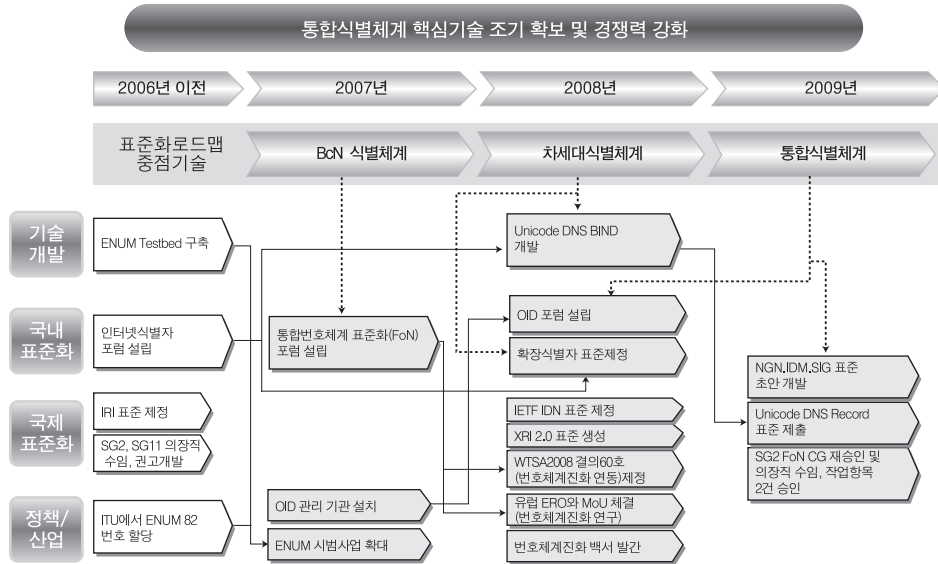 통합식별체계 핵심기술 조기 확보 및 경쟁력 강화
2006년 이전
2007년
2008년
2009년
표준화로드맵
중점기술
BcN 식별체계
차세대식별체계
통합식별체계
기술
개발
ENUM Testbed 구축
Unicode DNS BIND
개발
국내
표준화
인터넷식별자
포럼 설립
통합번호체계 표준화(FoN)
포럼 설립
OID 포럼 설립
확장식별자 표준제정
NGN.IDM.SIG 표준
초안 개발
국제
표준화
IRI 표준 제정
SG2, SG11 의장직
수임, 권고개발
IETF IDN 표준 제정
XRI 2.0 표준 생성
WTSA2008 결의60호
(번호체계진화 연동)제정
Unicode DNS Record
표준 제출
SG2 FoN CG 재승인 및
의장직 수임, 작업항목
2건 승인
정책/
산업
ITU에서 ENUM 82
번호 할당
OID 관리 기관 설치
ENUM 시범사업 확대
유럽 ERO와 MoU 체결
(번호체계진화 연구)
번호체계진화 백서 발간